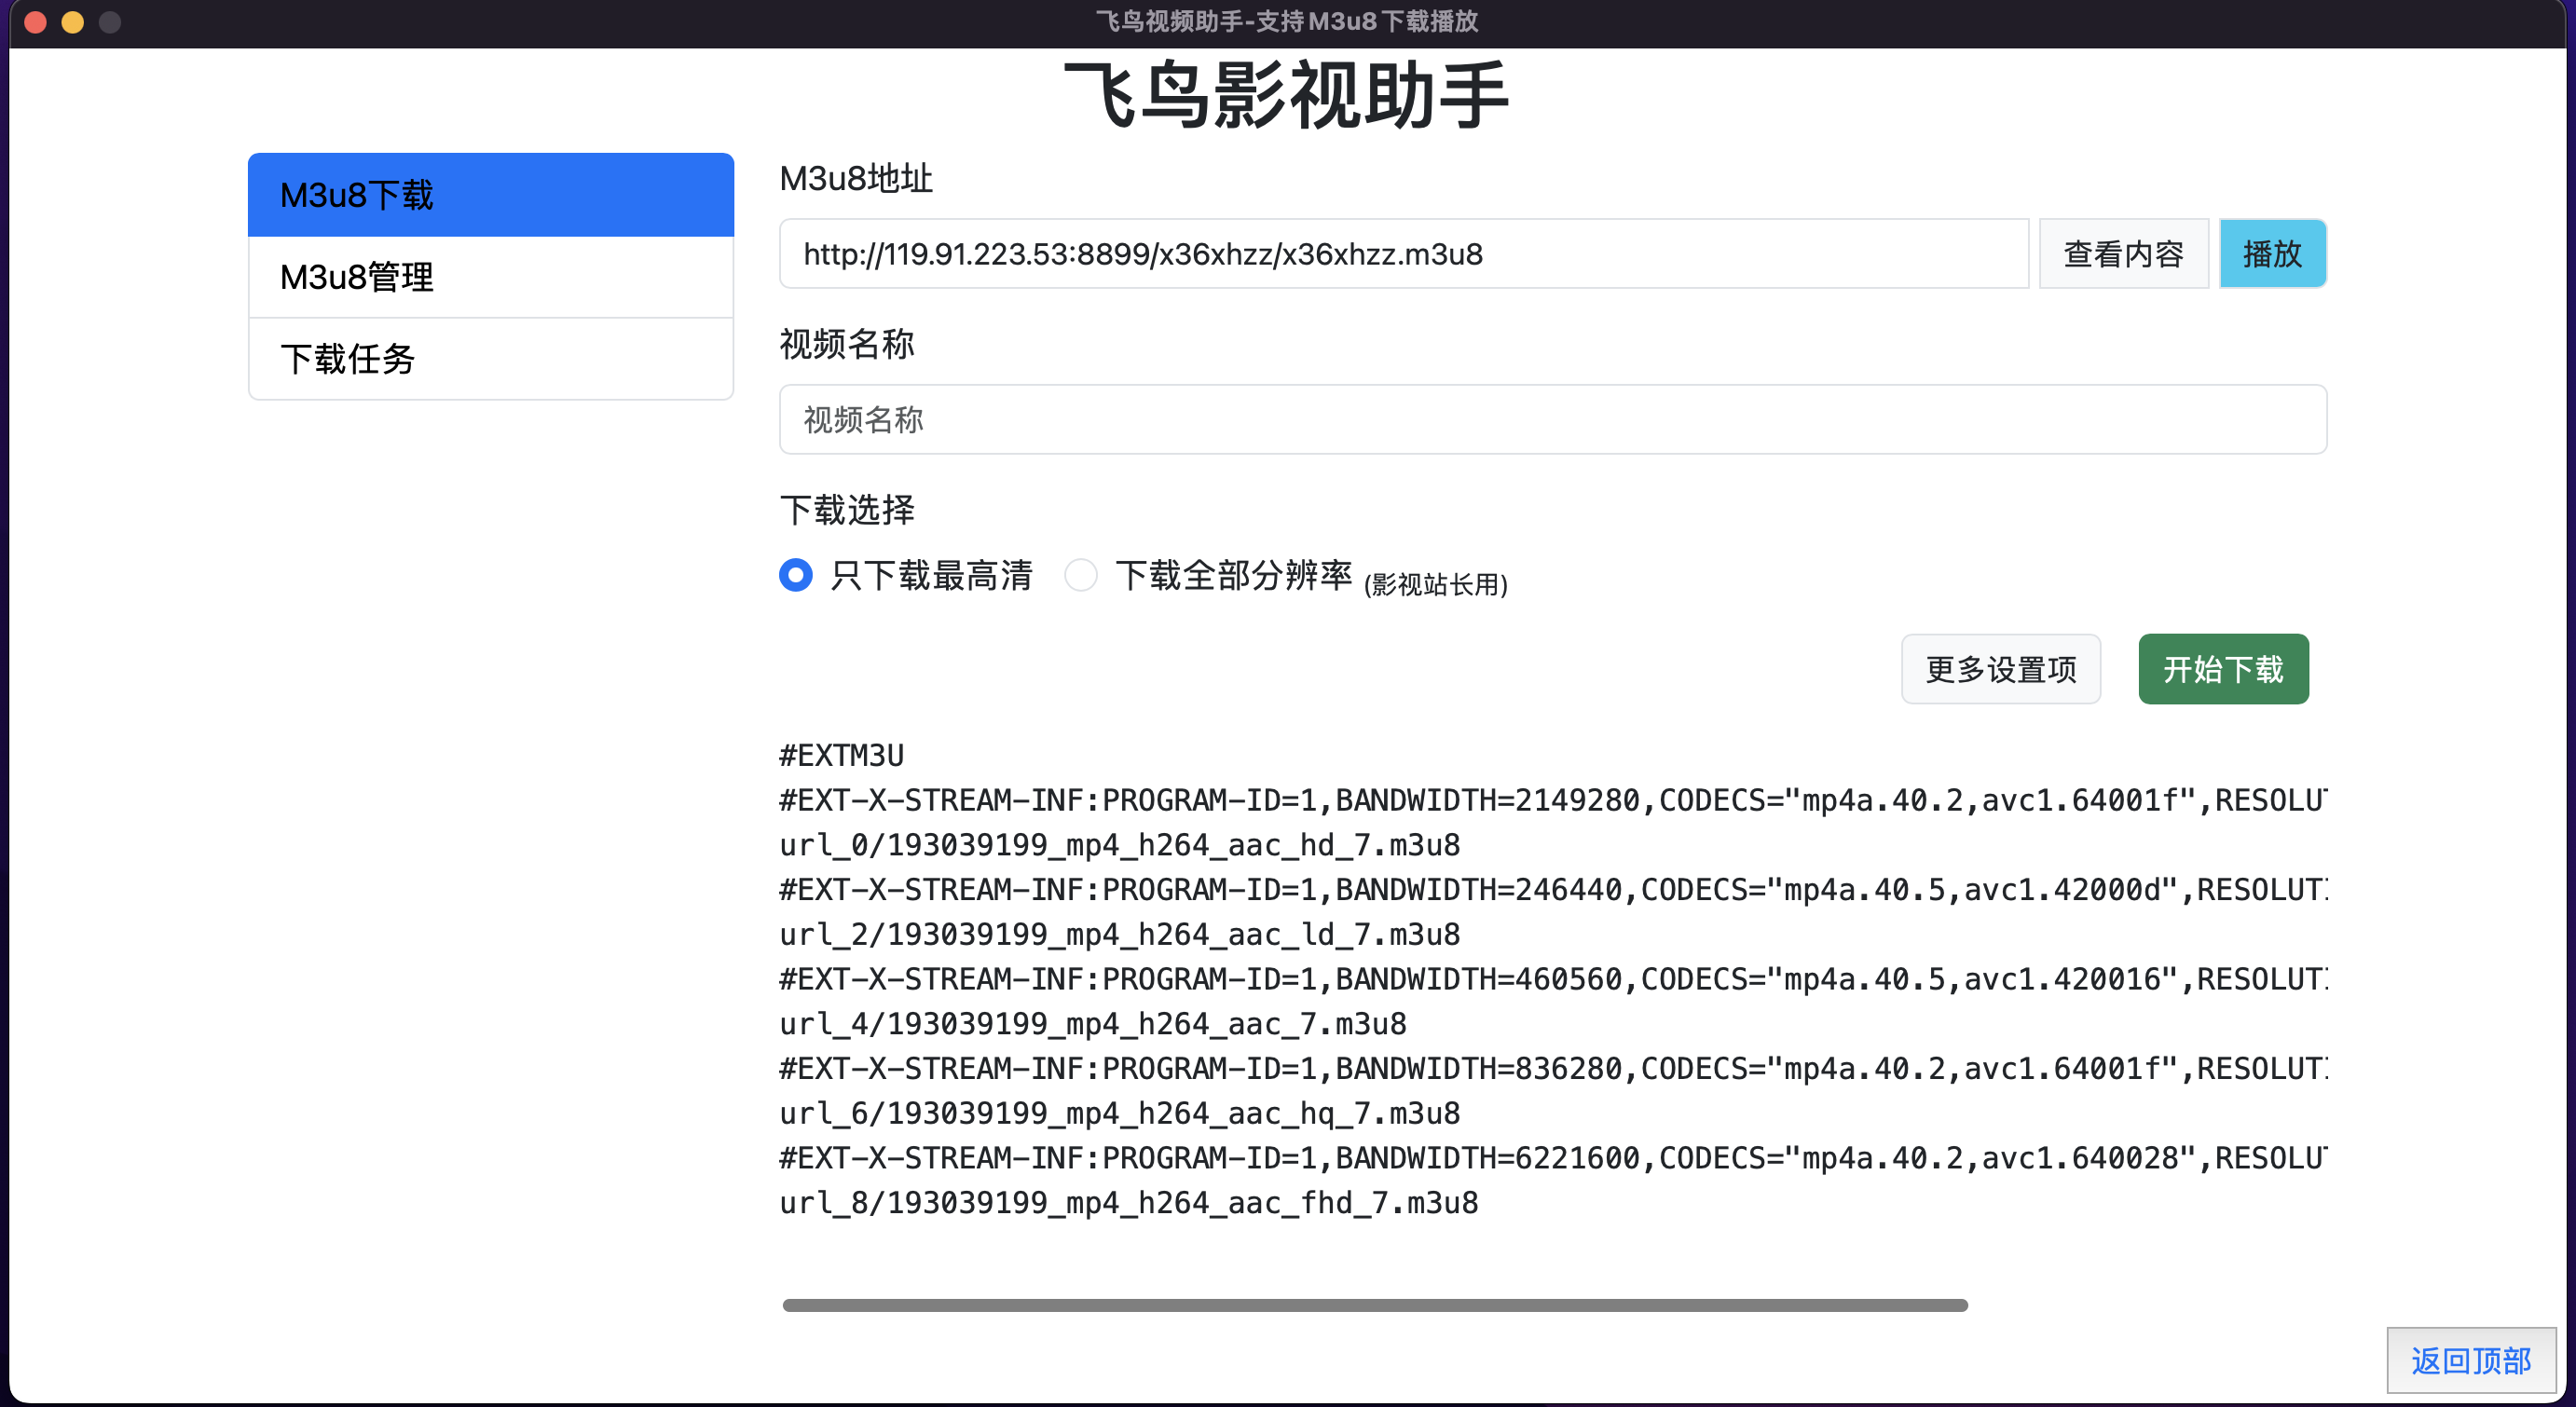 飞鸟视频助手-支持M3u8下载播放
飞鸟影视助手
M3u8下载
M3u8管理
下载任务
M3u8地址
http://119.91.223.53:8899/x36xhzz/x36xhzz.m3u8
查看内容
播放
视频名称
视频名称
下载选择
只下载最高清 下载全部分辨率 (影视站长用)
更多设置项
开始下载
#EXTM3U
#EXT-X-STREAM-INF:PROGRAM-ID=1,BANDWIDTH=2149280,CODECS="mp4a.40.2,avc1.64001f",RESOLUT
url_0/193039199_mp4_h264_aac_hd_7.m3u8
#EXT-X-STREAM-INF:PROGRAM-ID=1,BANDWIDTH=246440,CODECS="mp4a.40.5,avc1.42000d",RESOLUTI
url_2/193039199_mp4_h264_aac_ld_7.m3u8
#EXT-X-STREAM-INF:PROGRAM-ID=1,BANDWIDTH=460560,CODECS="mp4a.40.5,avc1.420016",RESOLUTI
url_4/193039199_mp4_h264_aac_7.m3u8
#EXT-X-STREAM-INF:PROGRAM-ID=1,BANDWIDTH=836280,CODECS="mp4a.40.2,avc1.64001f",RESOLUTI
url_6/193039199_mp4_h264_aac_hq_7.m3u8
#EXT-X-STREAM-INF:PROGRAM-ID=1,BANDWIDTH=6221600,CODECS="mp4a.40.2,avc1.640028",RESOLUT
url_8/193039199_mp4_h264_aac_fhd_7.m3u8
返回顶部